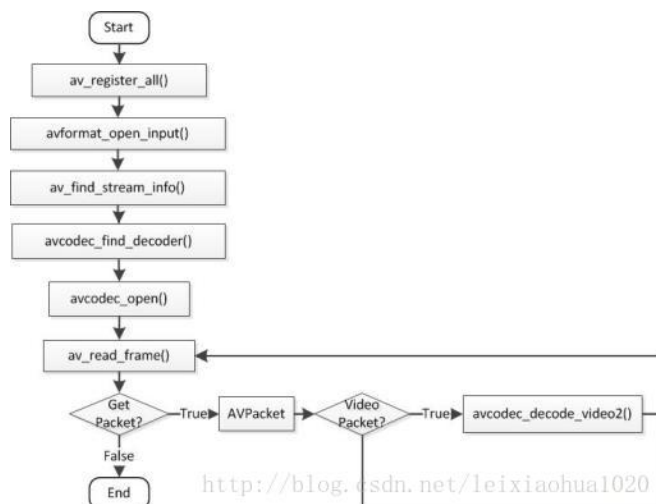 Start
av_register_all()
avformat_open_input()
av_find_stream_info()
avcodec_find_decoder()
avcodec_open()
av_read_frame()
Get
Packet?
True
AVPacket
Video
Packet?
True
avcodec_decode_video2()
False
End
http://blog.csdn.net/leixiaohua1020